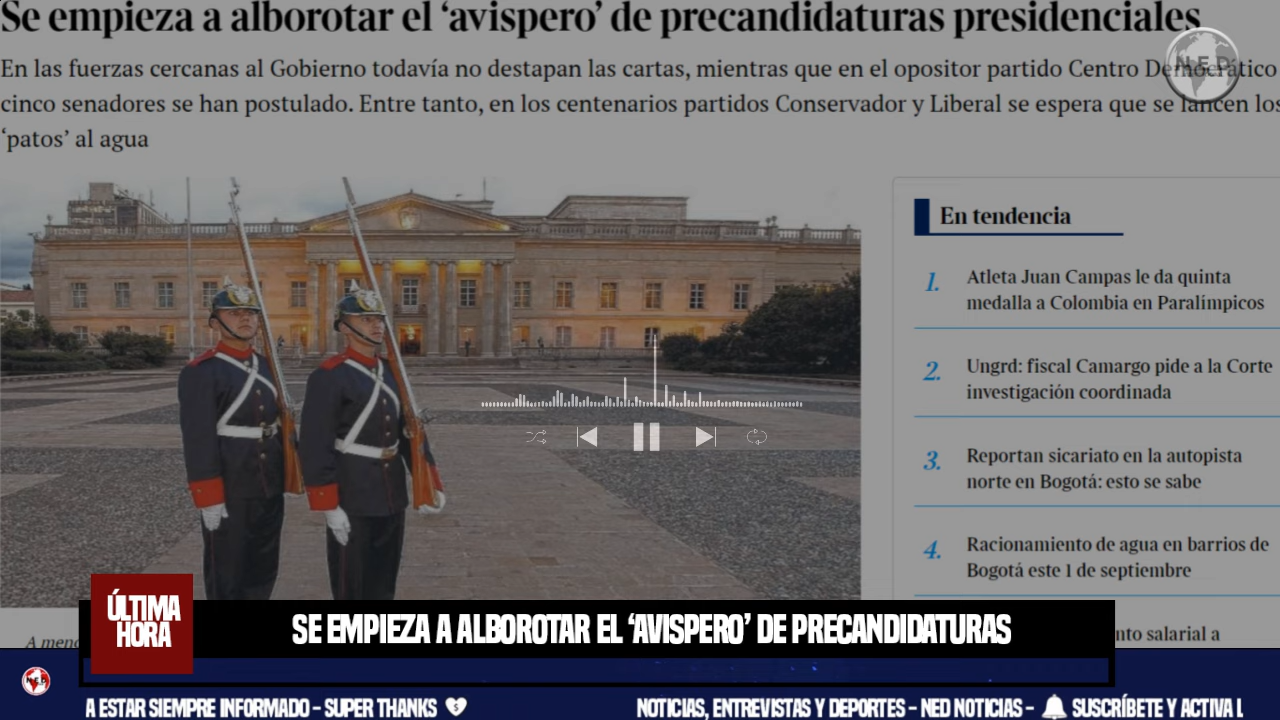 Se empieza a alborotar el ‘avispero’ de precandidaturas presidenciales
En las fuerzas cercanas al Gobierno todavía no destapan las cartas, mientras que en el opositor partido Centro Democrático
cinco senadores se han postulado. Entre tanto, en los centenarios partidos Conservador y Liberal se espera que se lancen los
‘patos’ al agua
N.E.D
En tendencia
1. Atleta Juan Campas le da quinta
medalla a Colombia en Paralímpicos
2. Ungrd: fiscal Camargo pide a la Corte
investigación coordinada
3. Reportan sicariato en la autopista
norte en Bogotá: esto se sabe
4. Racionamiento de agua en barrios de
Bogotá este 1 de septiembre
salarial a
A
ÚLTIMA
HORA
SE EMPIEZA A ALBOROTAR EL ‘AVISPERO’ DE PRECANDIDATURAS
N.E.D
A ESTAR SIEMPRE INFORMADO - SUPER THANKS
NOTICIAS, ENTREVISTAS Y DEPORTES - NED NOTICIAS - SUSCRÍBETE Y ACTIVA L